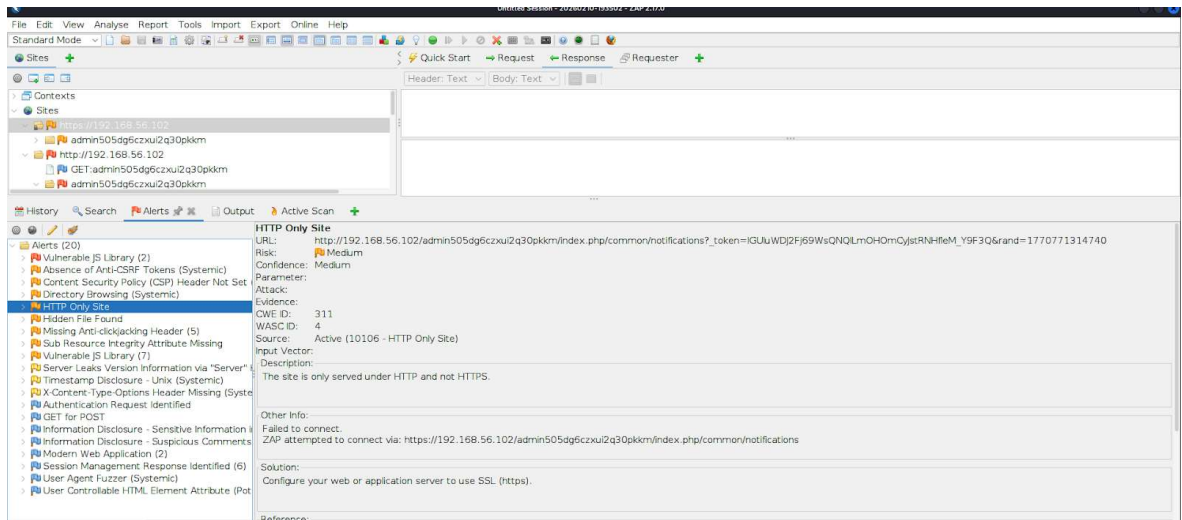 Untitled Session - 20260210-193502 - ZAP 2.17.0
File Edit View Analyse Report Tools Import Export Online Help
Standard Mode
Sites
Quick Start Request Response Requester
Header: Text Body: Text
Contexts
Sites
https://192.168.56.102
admin505dg6czxui2q30pkkm
http://192.168.56.102
GET:admin505dg6czxui2q30pkkm
admin505dg6czxui2q30pkkm
History Search Alerts Output Active Scan
Alerts (20)
Vulnerable JS Library (2)
Absence of Anti-CSRF Tokens (Systemic)
Content Security Policy (CSP) Header Not Set
Directory Browsing (Systemic)
HTTP Only Site
Hidden File Found
Missing Anti-clickjacking Header (5)
Sub Resource Integrity Attribute Missing
Vulnerable JS Library (7)
Server Leaks Version Information via "Server"
Timestamp Disclosure - Unix (Systemic)
X-Content-Type-Options Header Missing (Syste
Authentication Request Identified
GET for POST
Information Disclosure - Sensitive Information i
Information Disclosure - Suspicious Comments
Modern Web Application (2)
Session Management Response Identified (6)
User Agent Fuzzer (Systemic)
User Controllable HTML Element Attribute (Pot
HTTP Only Site
URL: http://192.168.56.102/admin505dg6czxui2q30pkkm/index.php/common/notifications?
Risk: Medium
Confidence: Medium
Parameter:
Attack:
Evidence:
CWE ID: 311
WASC ID: 4
Source: Active (10106 - HTTP Only Site)
Input Vector:
Description:
The site is only served under HTTP and not HTTPS.
Other Info:
Failed to connect.
ZAP attempted to connect via: https://192.168.56.102/admin505dg6czxui2q30pkkm/index.php/common/notifications
Solution:
Configure your web or application server to use SSL (https).
Reference: